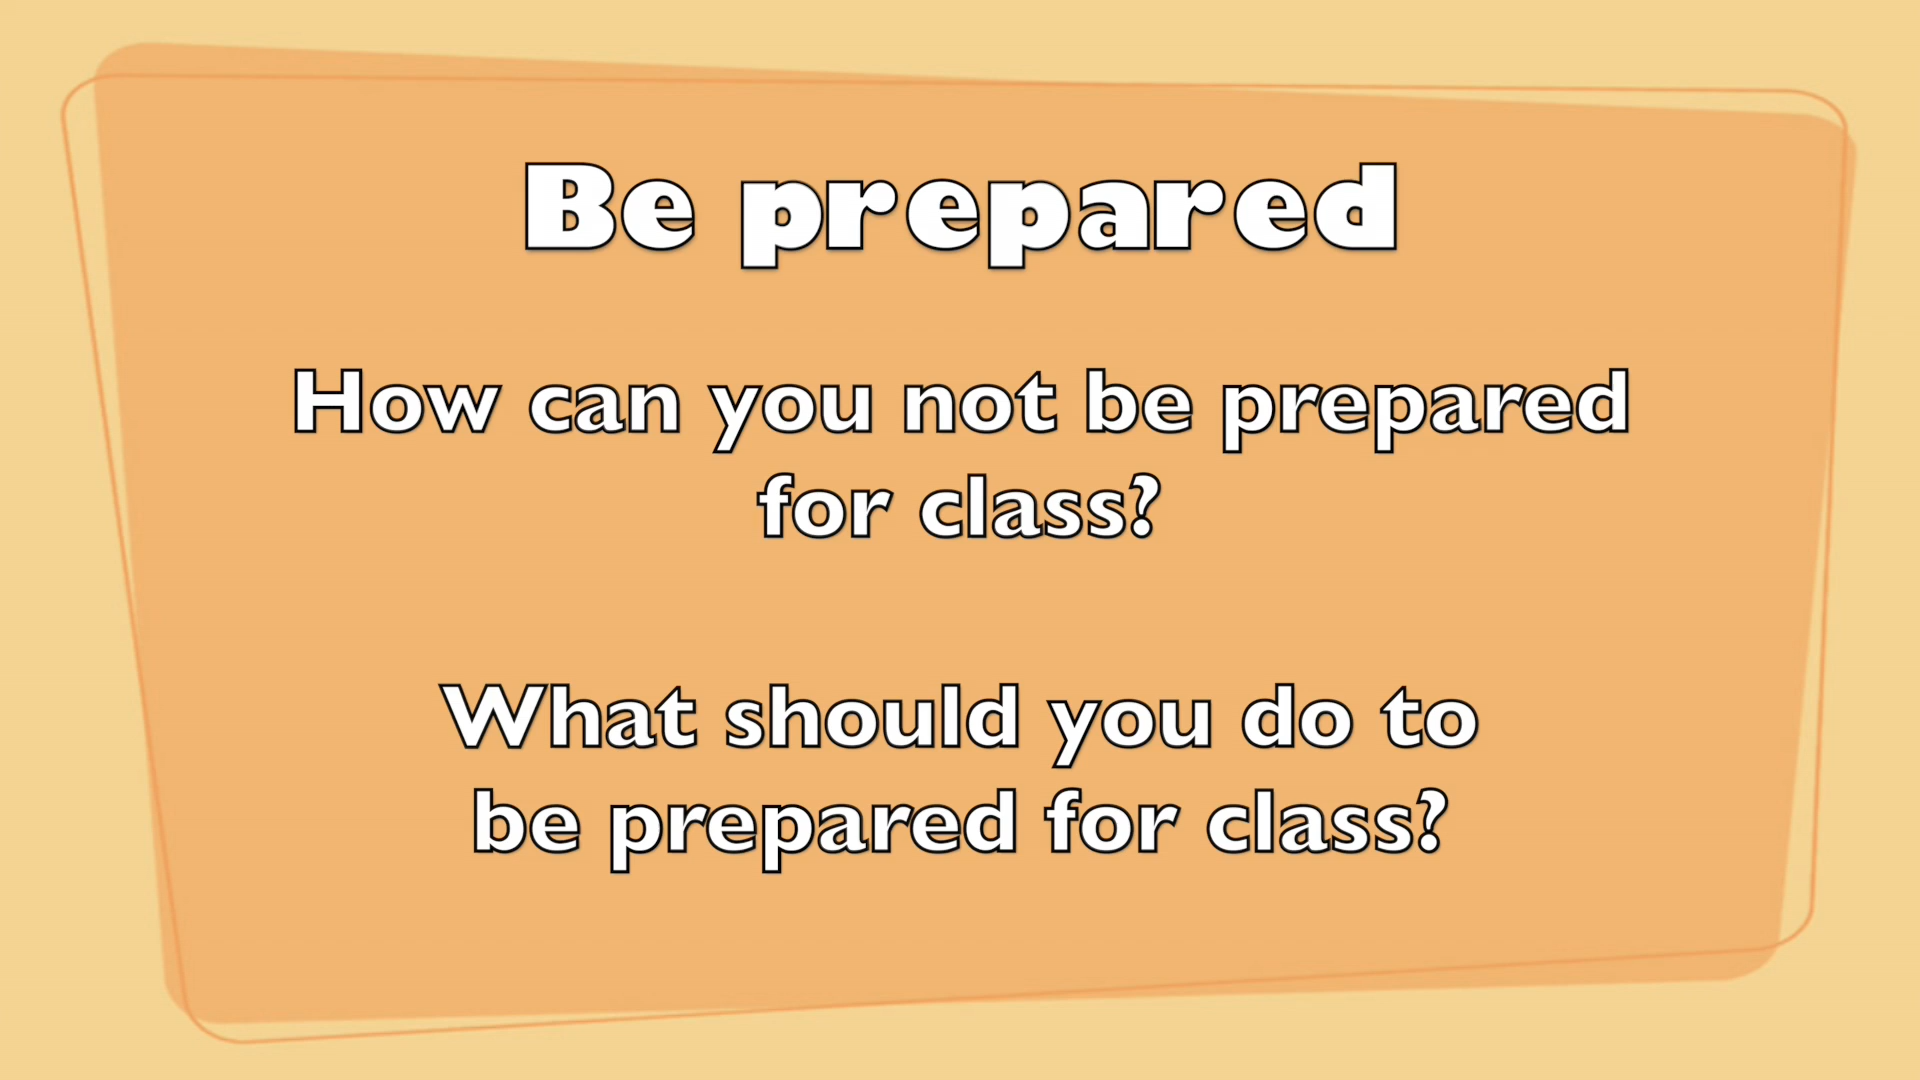 Be prepared
How can you not be prepared
for class?
What should you do to
be prepared for class?